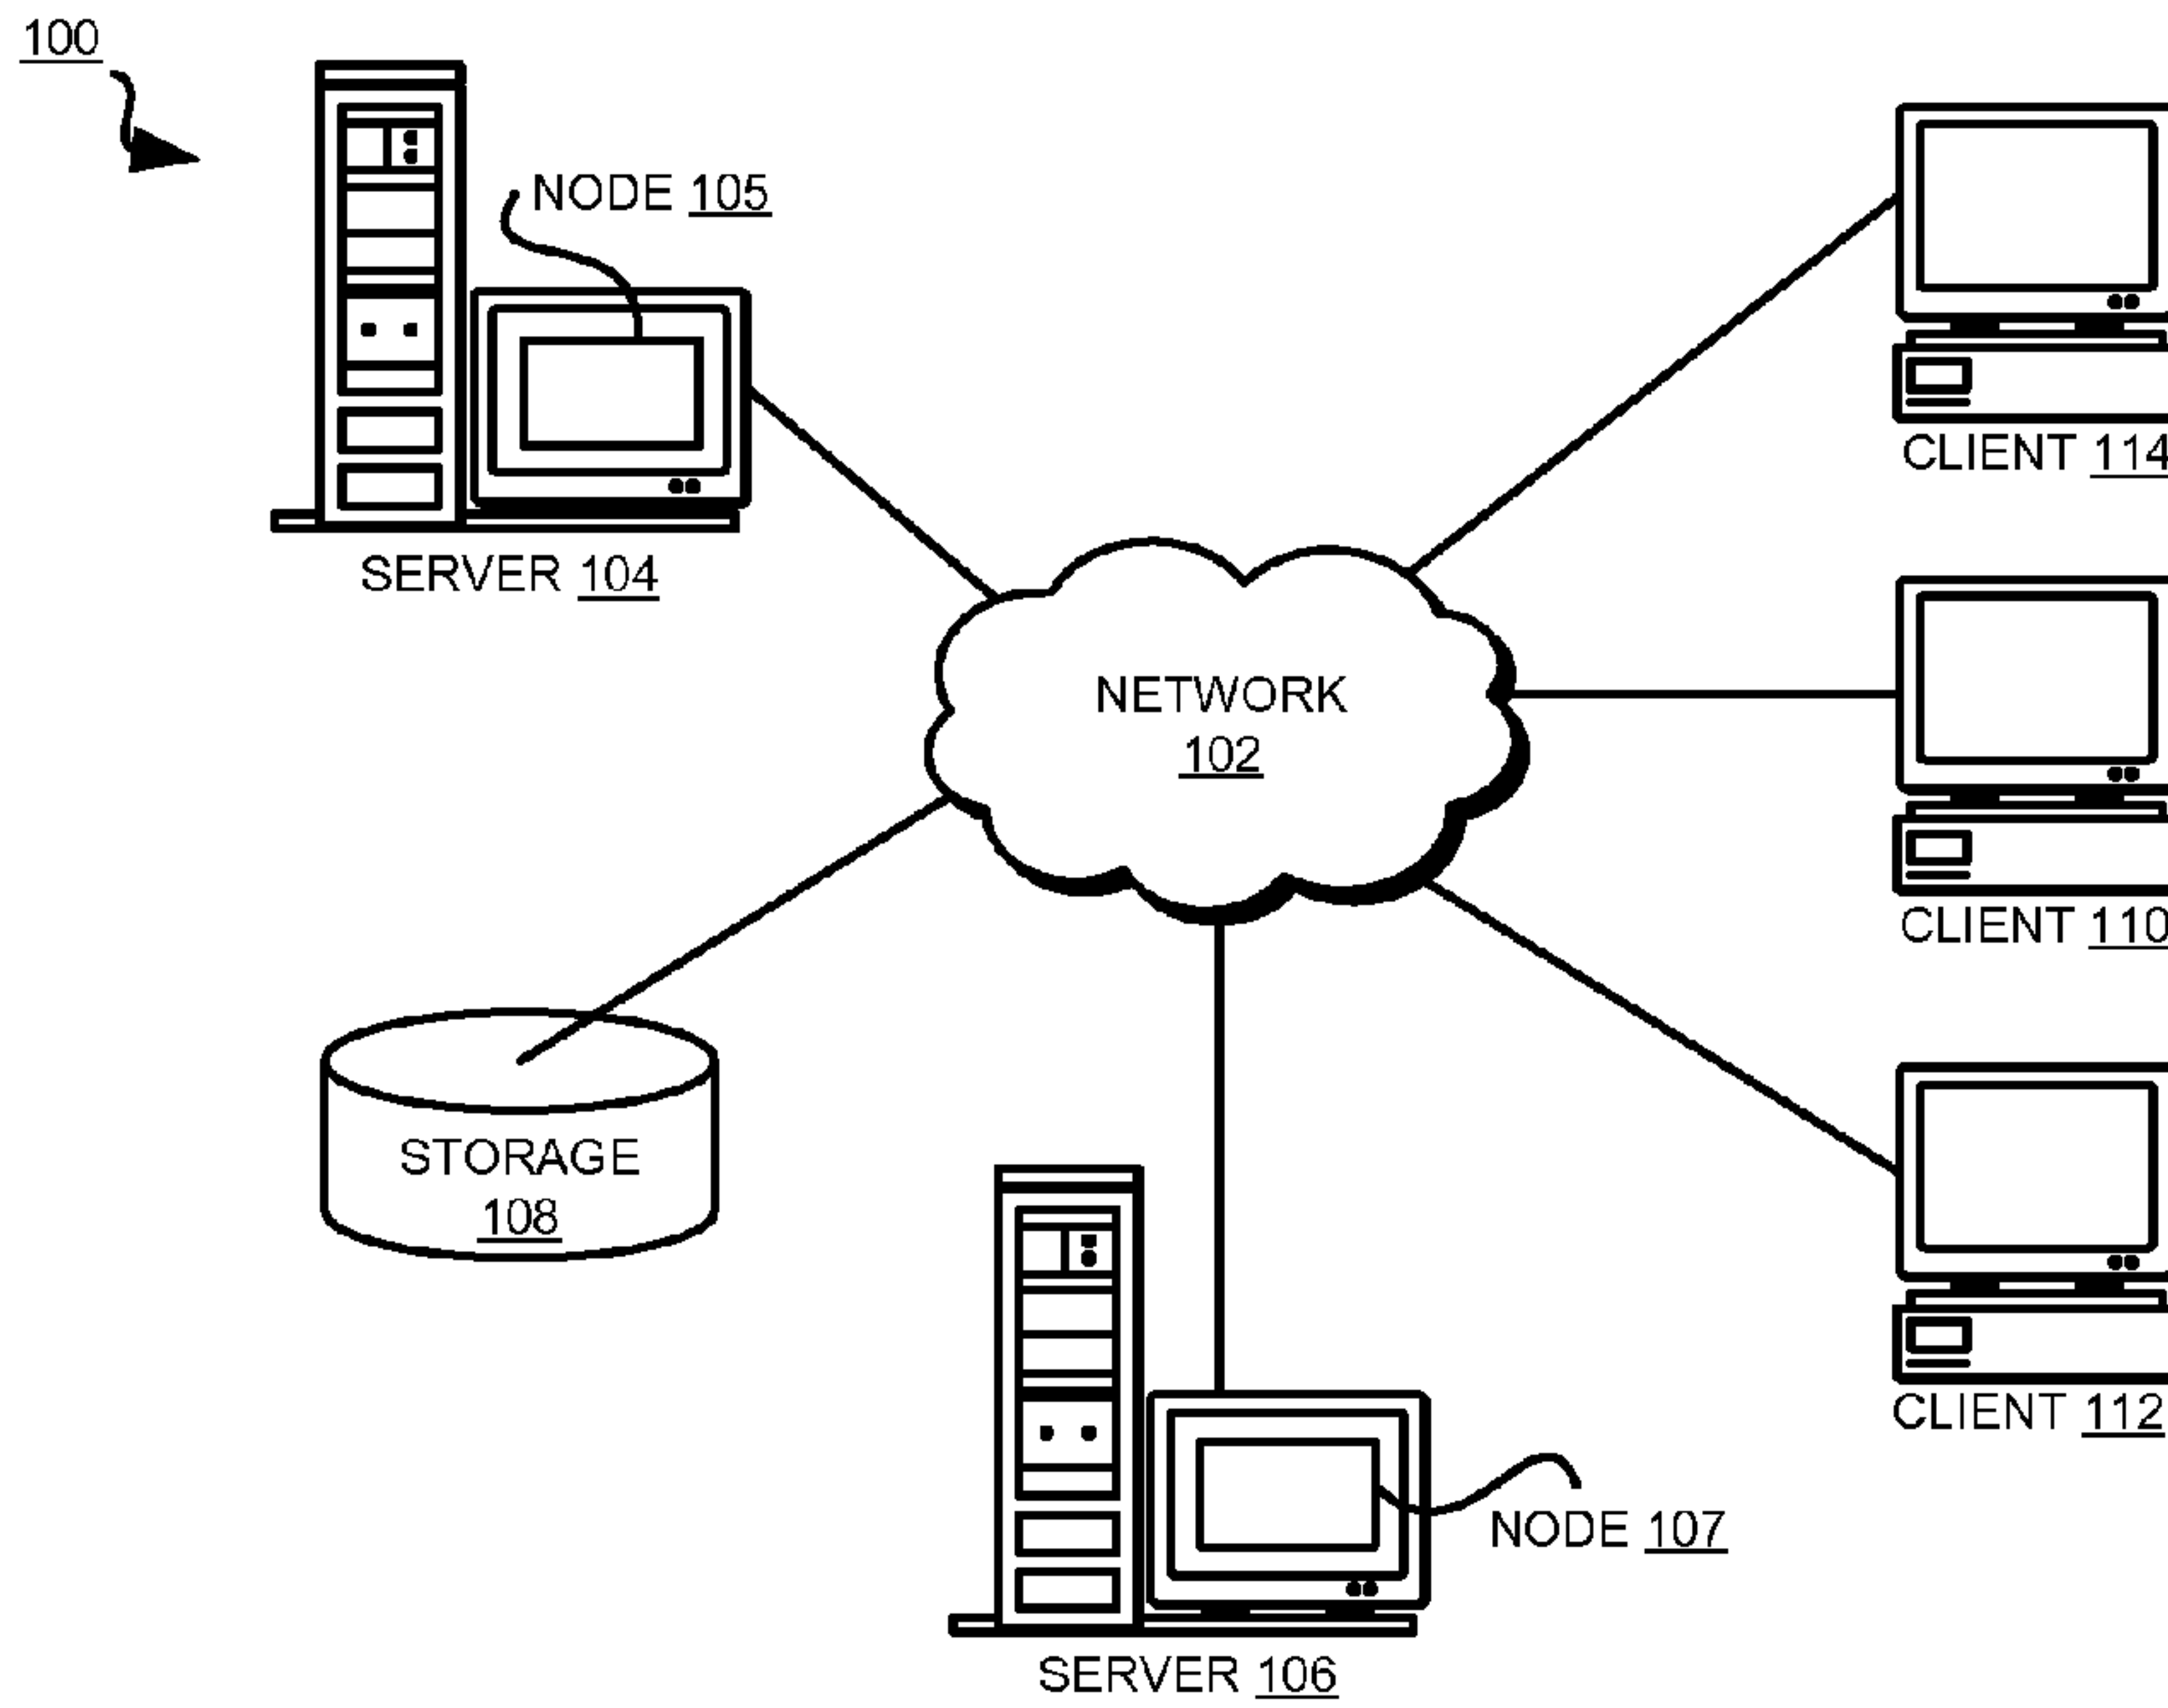 100
NODE 105
CLIENT 114
SERVER 104
NETWORK
102
CLIENT 110
STORAGE
108
CLIENT 112
NODE 107
SERVER 106